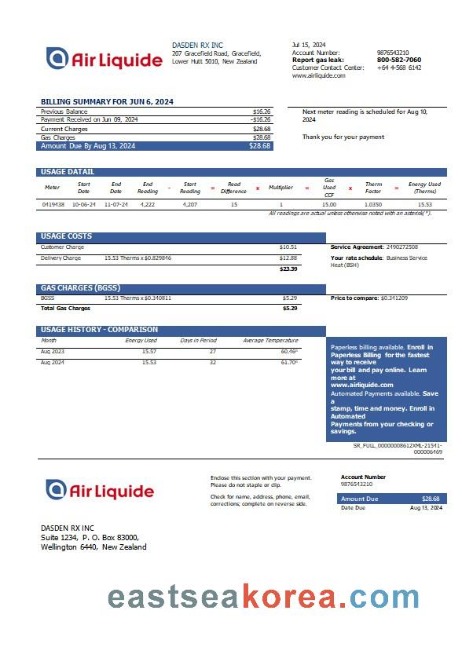 Air Liquide
DASDEN RX INC
207 Gracefield Road, Gracefield,
Lower Hutt 5010, New Zealand
Jul 15, 2024
Account Number: 9876543210
Report gas leak: 800-582-7060
Customer Contact Center: +64 4-568 6142
www.airliquide.com
BILLING SUMMARY FOR JUN 6, 2024
Previous Balance $16.26
Payment Received on Jun 09, 2024 -$16.26
Current Charges $28.68
Gas Charges $28.68
Amount Due By Aug 13, 2024 $28.68
Next meter reading is scheduled for Aug 10,
2024
Thank you for your payment
USAGE DATAIL
Meter Start Date End Date End Reading - Start Reading = Read Difference x Multiplier = Gas Used CCF x Therm Factor = Energy Used (Therms)
0419438 10-06-24 11-07-24 4,222 4,207 15 1 15.00 1.0350 15.53
All readings are actual unless otherwise noted with an asterisk(*).
USAGE COSTS
Customer Charge $10.51
Delivery Charge 15.53 Therms x$0.829846 $12.88
$23.39
Service Agreement: 2490272508
Your rate schedule: Business Service
Heat (BSH)
GAS CHARGES (BGSS)
BGSS 15.53 Therms x$0.340811 $5.29
Total Gas Charges $5.29
Price to compare: $0.341209
USAGE HISTORY - COMPARISON
Month Energy Used Days in Period Average Temperature
Aug 2023 15.57 27 60.49°
Aug 2024 15.53 32 61.70°
Paperless billing available. Enroll in
Paperless Billing for the fastest
way to receive
your bill and pay online. Learn
more at
www.airliquide.com
Automated Payments available. Save
a
stamp, time and money. Enroll in
Automated
Payments from your checking or
savings.
Air Liquide
Enclose this section with your payment.
Please do not staple or clip.
Check for name, address, phone, email,
corrections; complete on reverse side.
Account Number
9876543210
Amount Due $28.68
Date Due Aug 13, 2024
DASDEN RX INC
Suite 1234, P. O. Box 83000,
Wellington 6440, New Zealand
eastseakorea.com